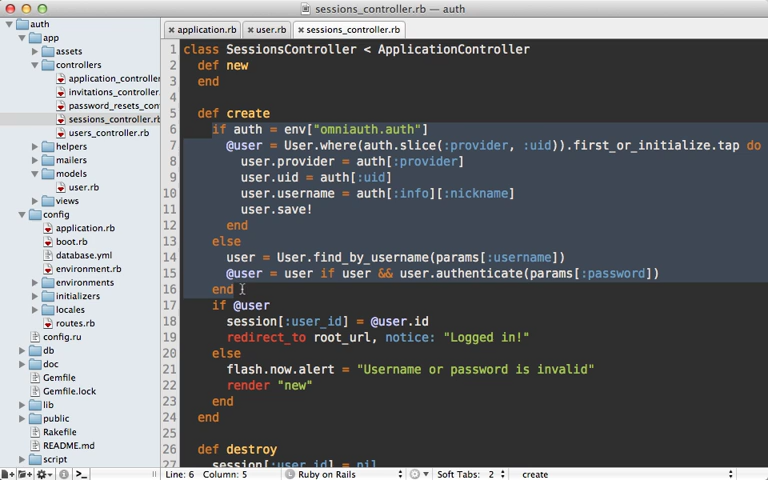 sessions_controller.rb — auth
auth
app
assets
controllers
application_controller
invitations_controller.
password_resets_con
sessions_controller.rb
users_controller.rb
helpers
mailers
models
user.rb
views
config
application.rb
boot.rb
database.yml
environment.rb
environments
initializers
locales
routes.rb
config.ru
db
doc
Gemfile
Gemfile.lock
lib
public
Rakefile
README.md
script
application.rb user.rb sessions_controller.rb
1 class SessionsController < ApplicationController
2 def new
3 end
4
5 def create
6 if auth = env["omniauth.auth"]
7 @user = User.where(auth.slice(:provider, :uid)).first_or_initialize.tap do
8 user.provider = auth[:provider]
9 user.uid = auth[:uid]
10 user.username = auth[:info][:nickname]
11 user.save!
12 end
13 else
14 user = User.find_by_username(params[:username])
15 @user = user if user && user.authenticate(params[:password])
16 end
17 if @user
18 session[:user_id] = @user.id
19 redirect_to root_url, notice: "Logged in!"
20 else
21 flash.now.alert = "Username or password is invalid"
22 render "new"
23 end
24 end
25
26 def destroy
27 session[:user_id] = nil
Line: 6 Column: 5 Ruby on Rails Soft Tabs: 2 create